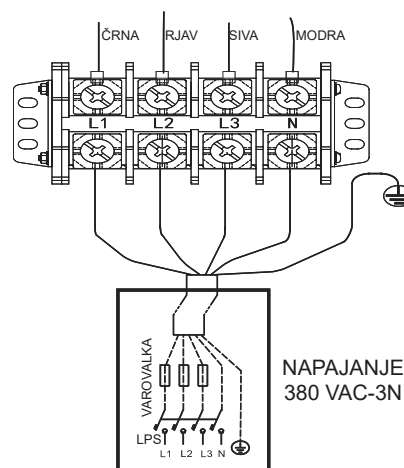 ČRNA RJAV SIVA MODRA
L1 L2 L3 N
VAROVALKA
NAPAJANJE
380 VAC-3N
LPS
L1 L2 L3 N